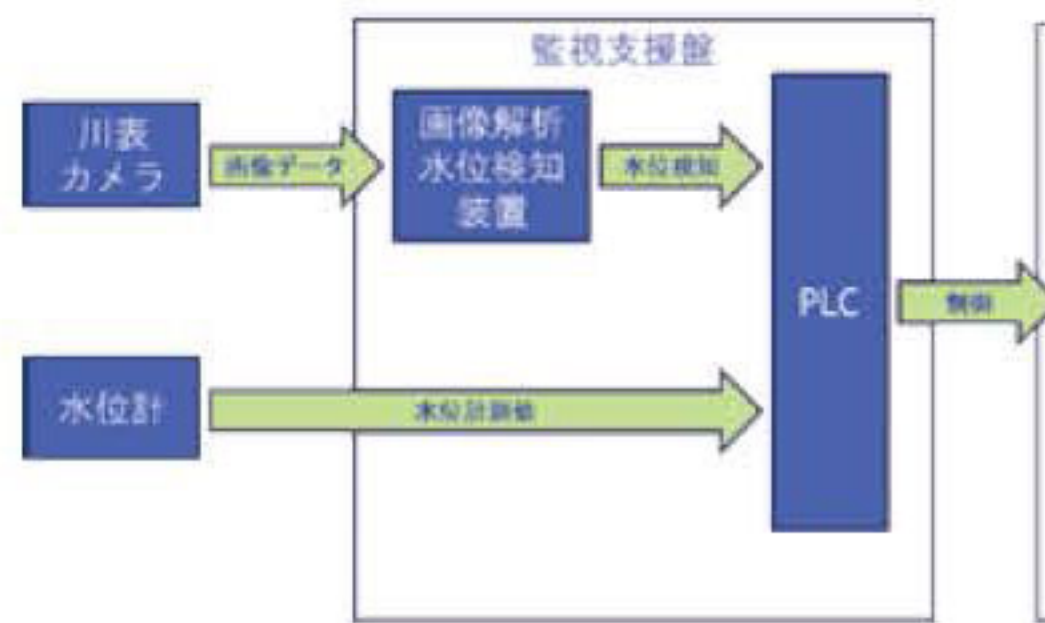 監視支援盤
川表
カメラ
画像データ
画像解析
水位検知
装置
水位検知
PLC
制御
水位計
水位計測値